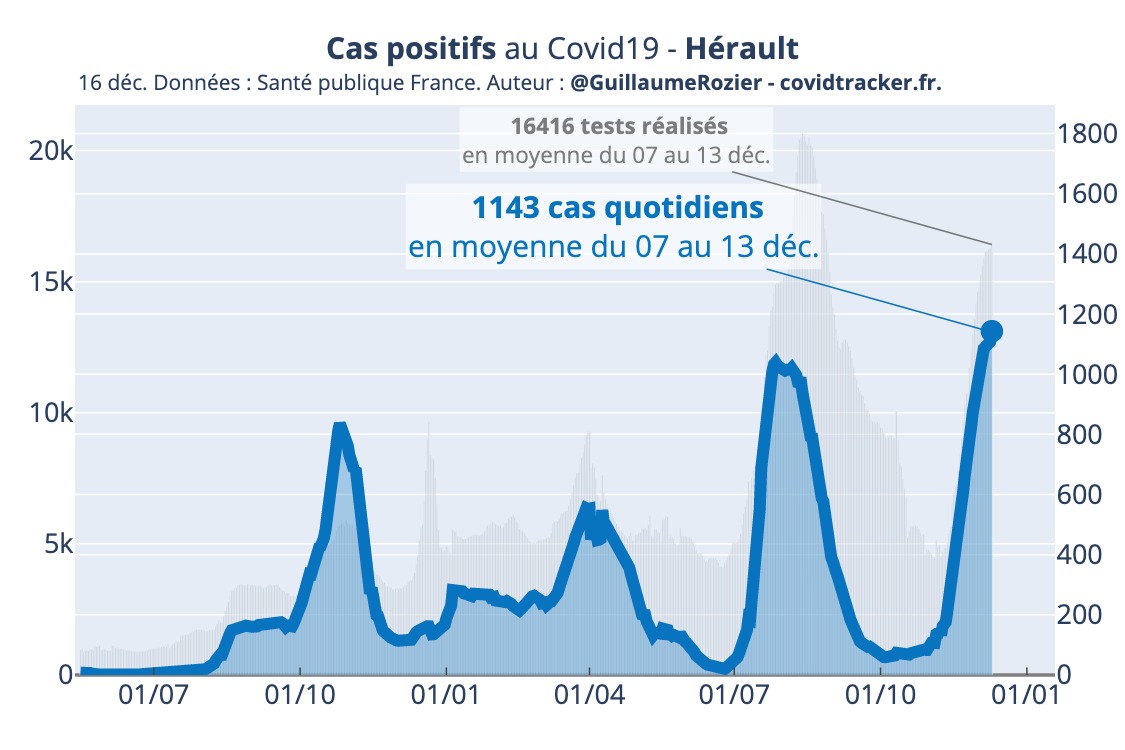 Cas positifs au Covid19 - Hérault
16 déc. Données : Santé publique France. Auteur : @GuillaumeRozier - covidtracker.fr.
16416 tests réalisés
en moyenne du 07 au 13 déc.
1143 cas quotidiens
en moyenne du 07 au 13 déc.
20k
15k
10k
5k
0
1800
1600
1400
1200
1000
800
600
400
200
0
01/07
01/10
01/01
01/04
01/07
01/10
01/01